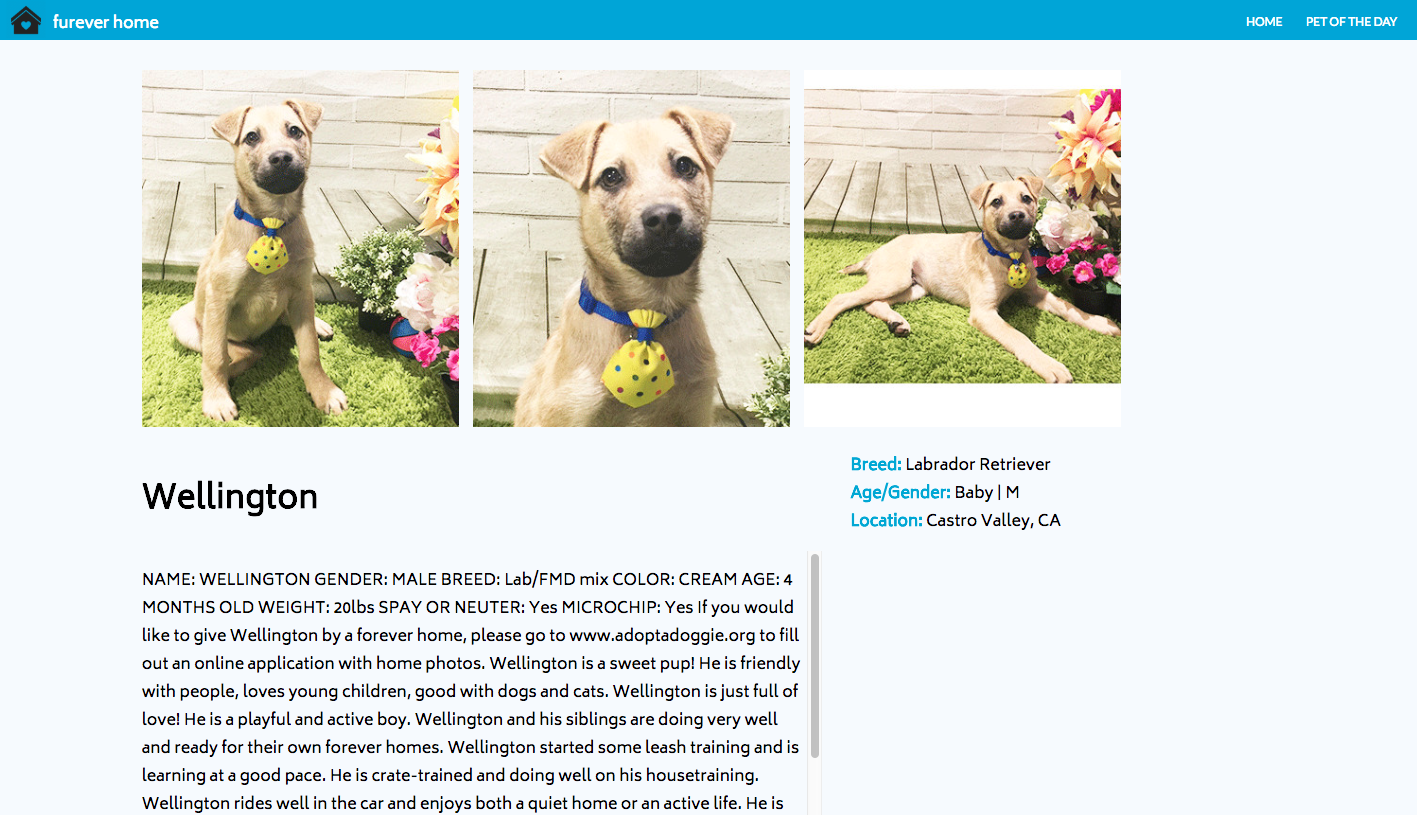 furever home
HOME
PET OF THE DAY
Wellington
Breed: Labrador Retriever
Age/Gender: Baby | M
Location: Castro Valley, CA
NAME: WELLINGTON GENDER: MALE BREED: Lab/FMD mix COLOR: CREAM AGE: 4
MONTHS OLD WEIGHT: 20lbs SPAY OR NEUTER: Yes MICROCHIP: Yes If you would
like to give Wellington by a forever home, please go to www.adoptadoggie.org to fill
out an online application with home photos. Wellington is a sweet pup! He is friendly
with people, loves young children, good with dogs and cats. Wellington is just full of
love! He is a playful and active boy. Wellington and his siblings are doing very well
and ready for their own forever homes. Wellington started some leash training and is
learning at a good pace. He is crate-trained and doing well on his housetraining.
Wellington rides well in the car and enjoys both a quiet home or an active life. He is